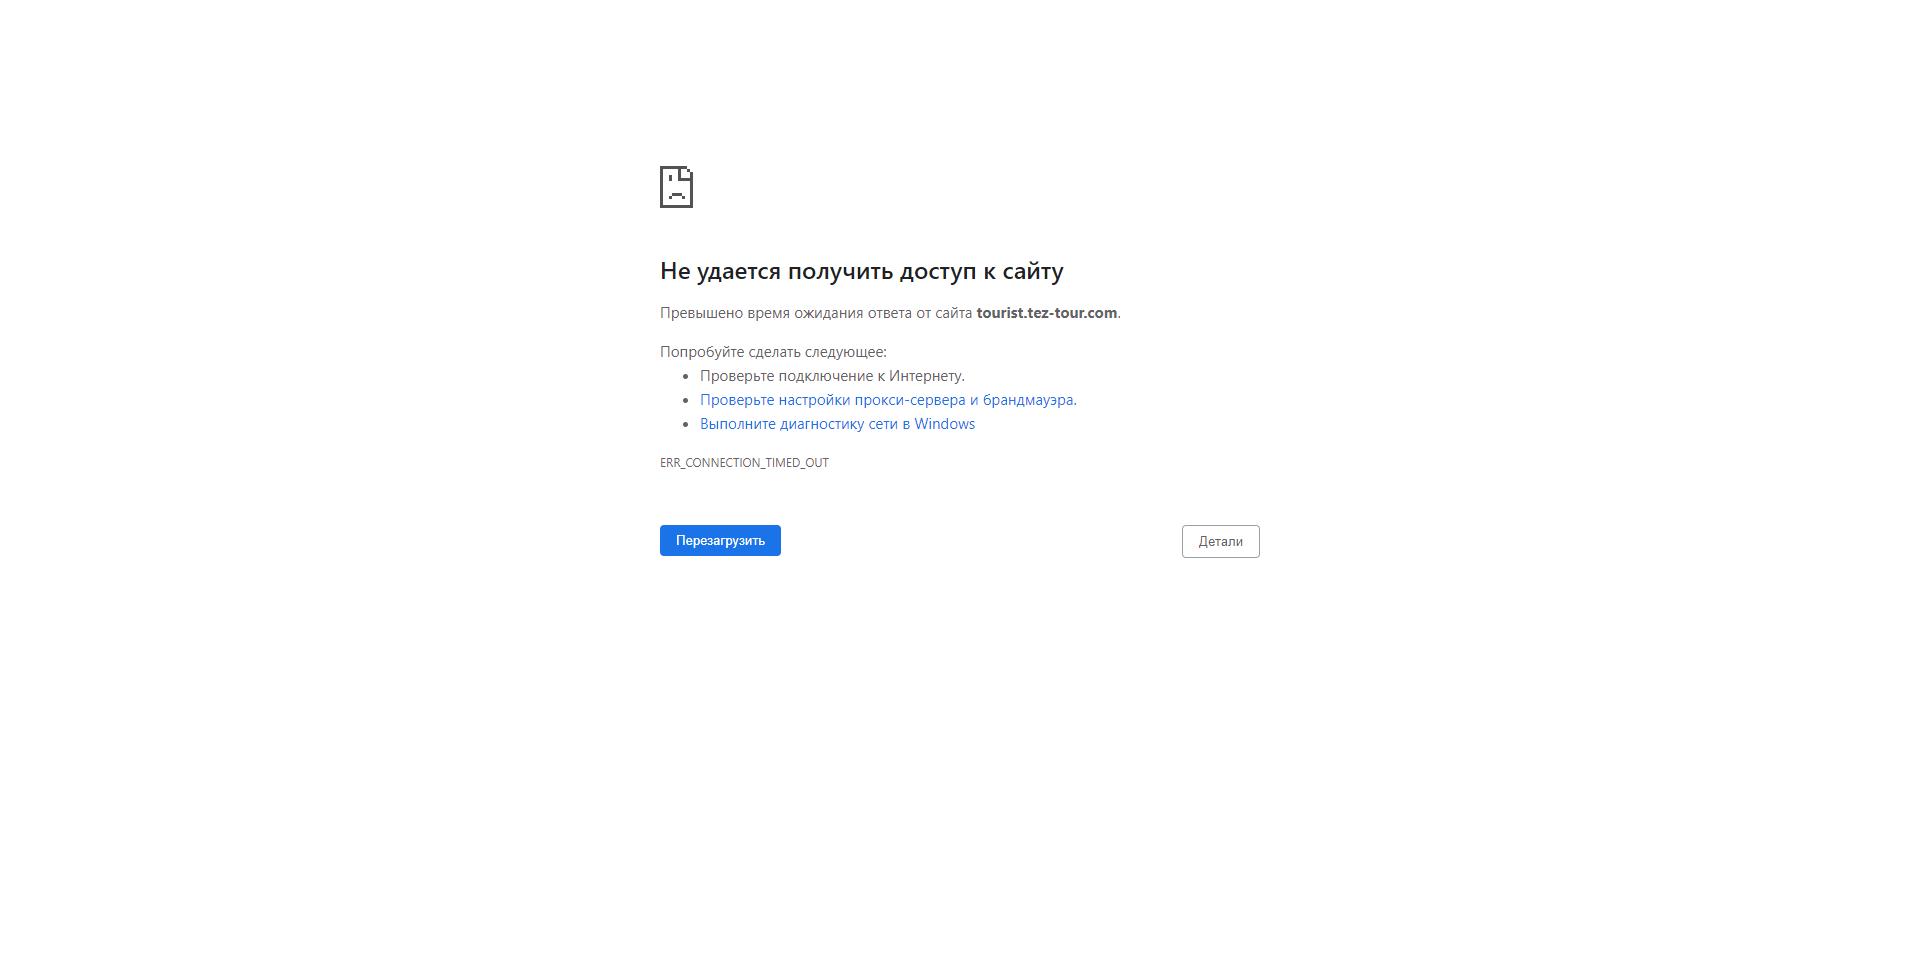 Не удается получить доступ к сайту
Превышено время ожидания ответа от сайта tourist.tez-tour.com.
Попробуйте сделать следующее:
Проверьте подключение к Интернету.
Проверьте настройки прокси-сервера и брандмауэра.
Выполните диагностику сети в Windows
ERR_CONNECTION_TIMED_OUT
Перезагрузить
Детали